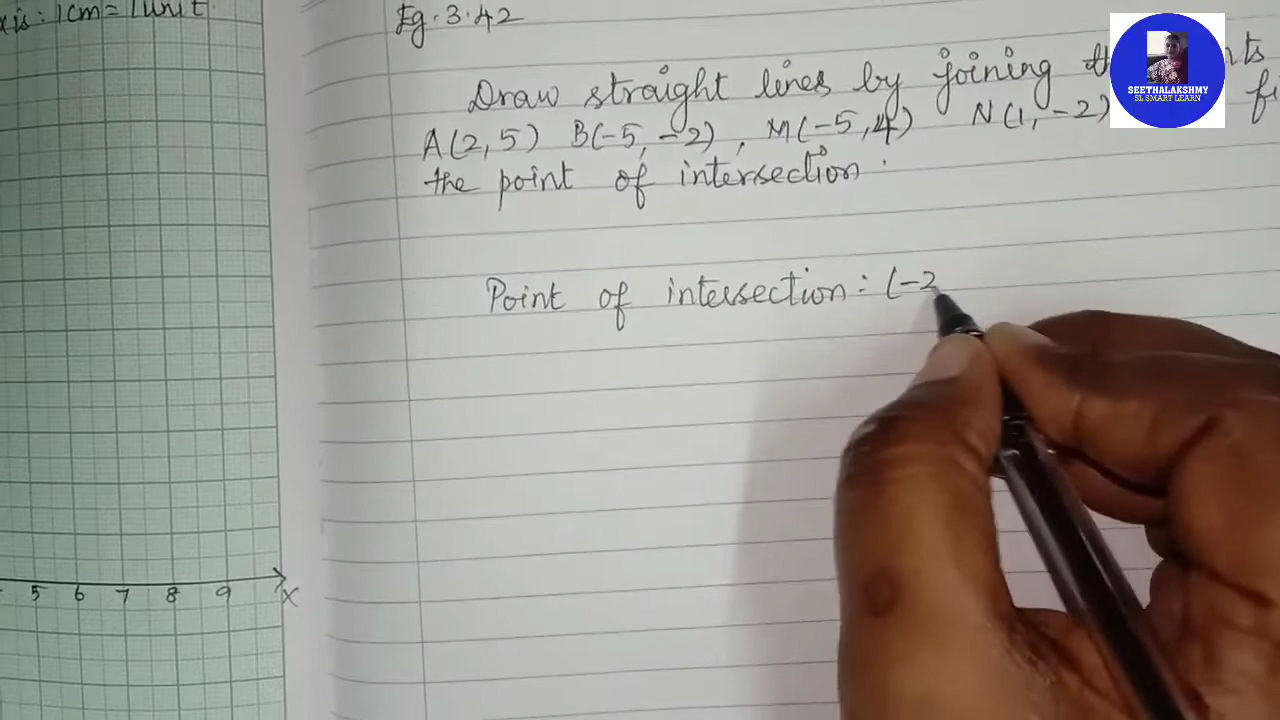 xis : 1cm = 1 unit
Eg. 3.42
Draw straight lines by joining
A(2, 5) B(-5, -2), M(-5, 4) N(1, -2)
the point of intersection.
Point of intersection : (-2
SEETHALAKSHMY
SL SMART LEARN
5 6 7 8 9 X